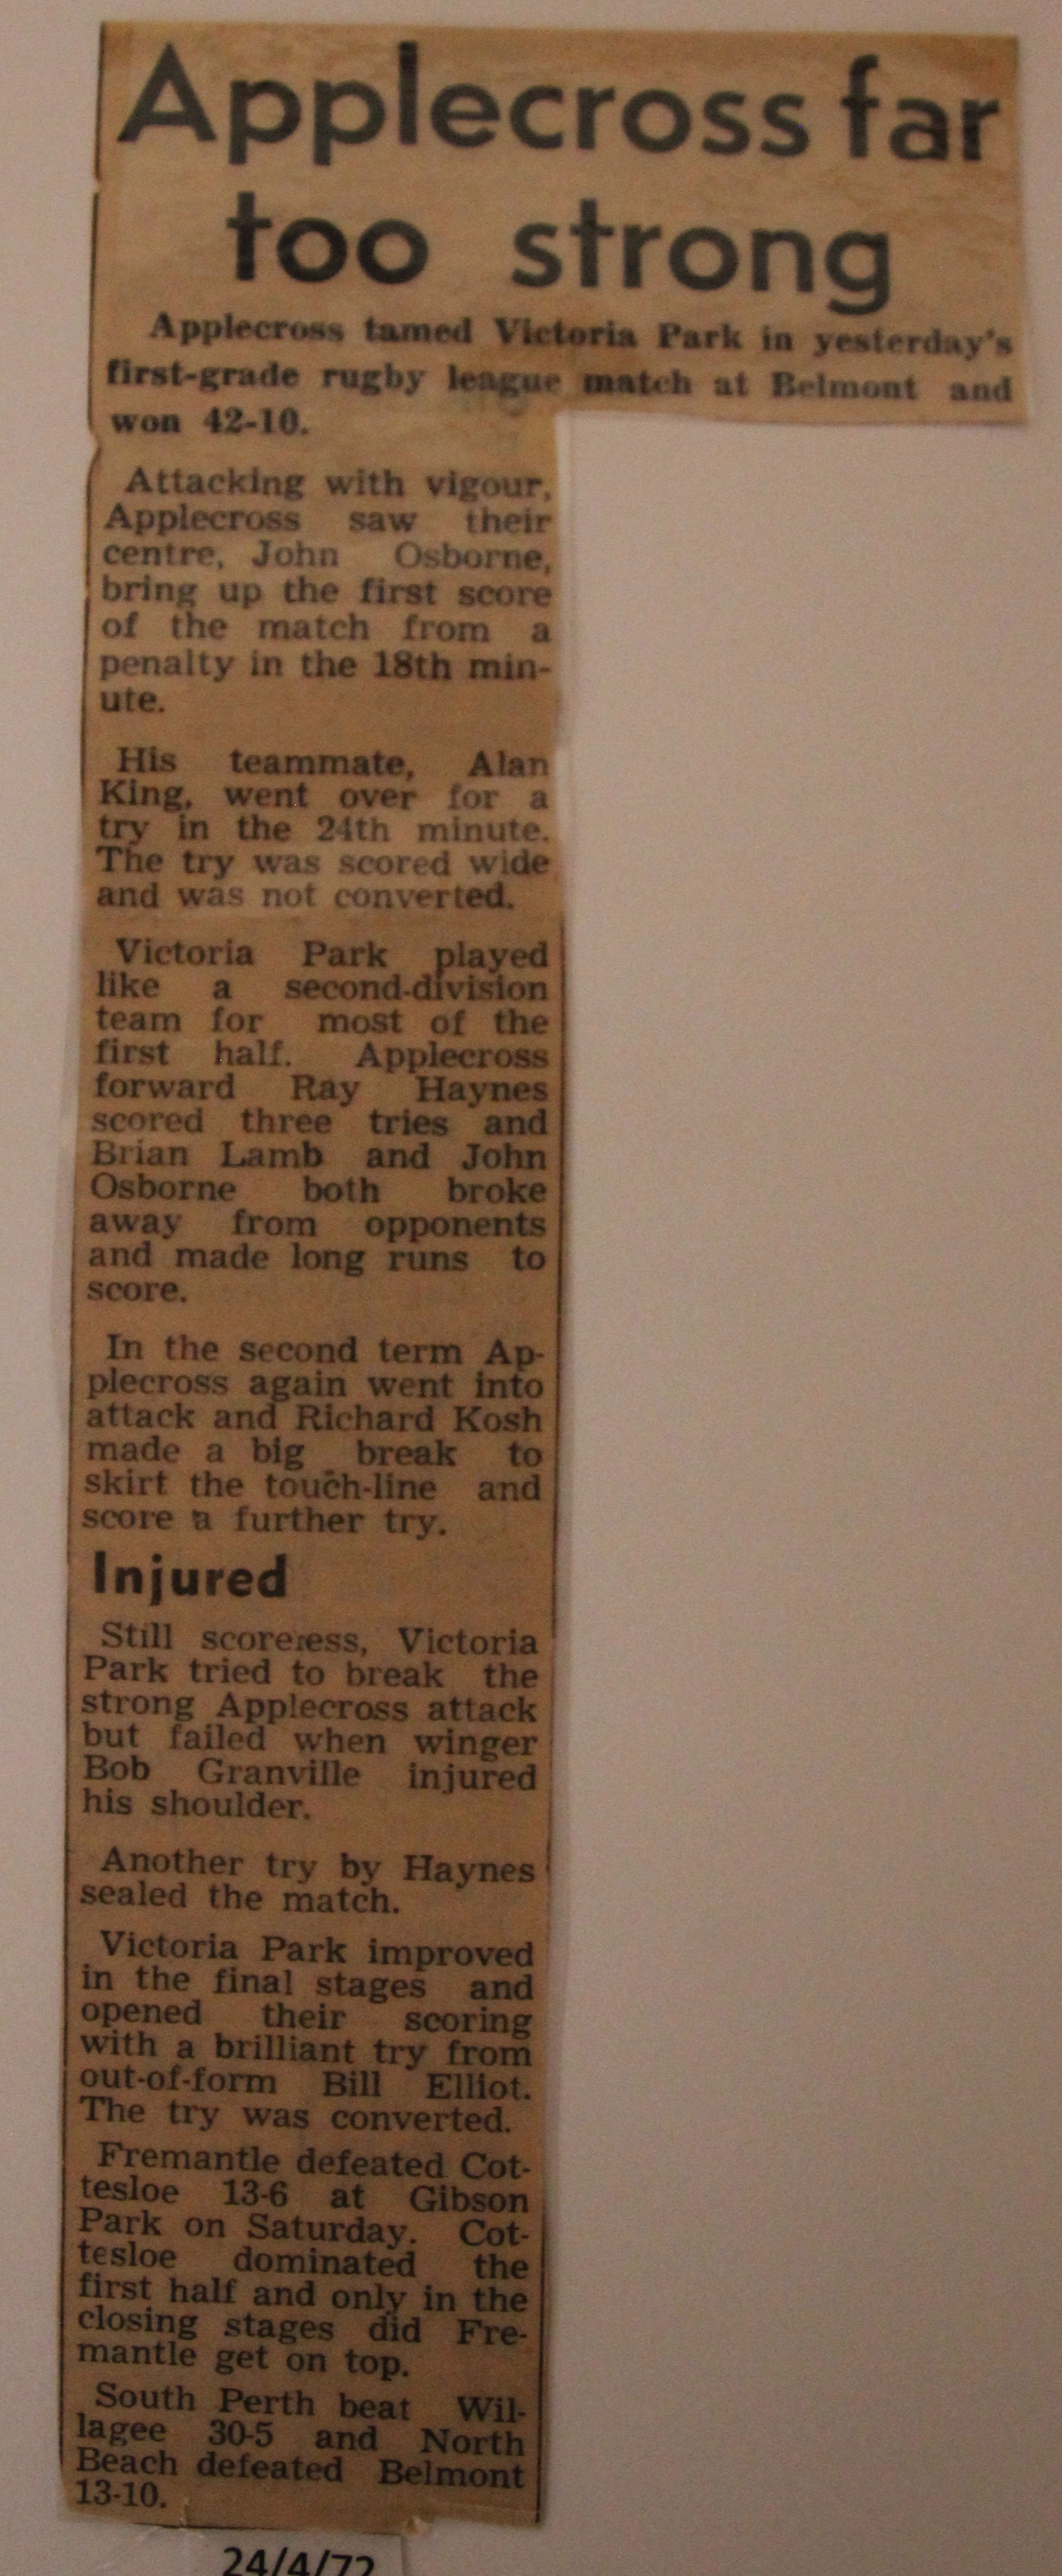 Applecross far
too strong
Applecross tamed Victoria Park in yesterday's
first-grade rugby league match at Belmont and
won 42-10.
Attacking with vigour,
Applecross saw their
centre, John Osborne,
bring up the first score
of the match from a
penalty in the 18th min-
ute.
His teammate, Alan
King, went over for a
try in the 24th minute.
The try was scored wide
and was not converted.
Victoria Park played
like a second-division
team for most of the
first half. Applecross
forward Ray Haynes
scored three tries and
Brian Lamb and John
Osborne both broke
away from opponents
and made long runs to
score.
In the second term Ap-
plecross again went into
attack and Richard Kosh
made a big break to
skirt the touch-line and
score a further try.
Injured
Still scoreless, Victoria
Park tried to break the
strong Applecross attack
but failed when winger
Bob Granville injured
his shoulder.
Another try by Haynes
sealed the match.
Victoria Park improved
in the final stages and
opened their scoring
with a brilliant try from
out-of-form Bill Elliot.
The try was converted.
Fremantle defeated Cot-
tesloe 13-6 at Gibson
Park on Saturday. Cot-
tesloe dominated the
first half and only in the
closing stages did Fre-
mantle get on top.
South Perth beat Wil-
lagee 30-5 and North
Beach defeated Belmont
13-10.
24/4/72